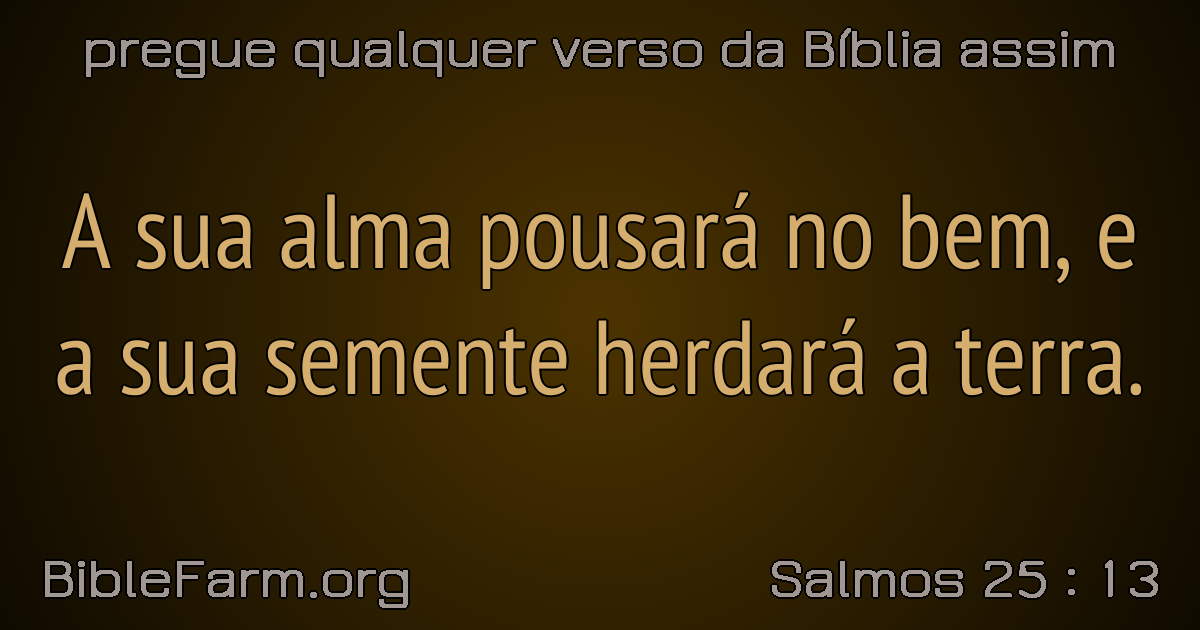 pregue qualquer verso da Bíblia assim
A sua alma pousará no bem, e
a sua semente herdará a terra.
BibleFarm.org
Salmos 25 : 13